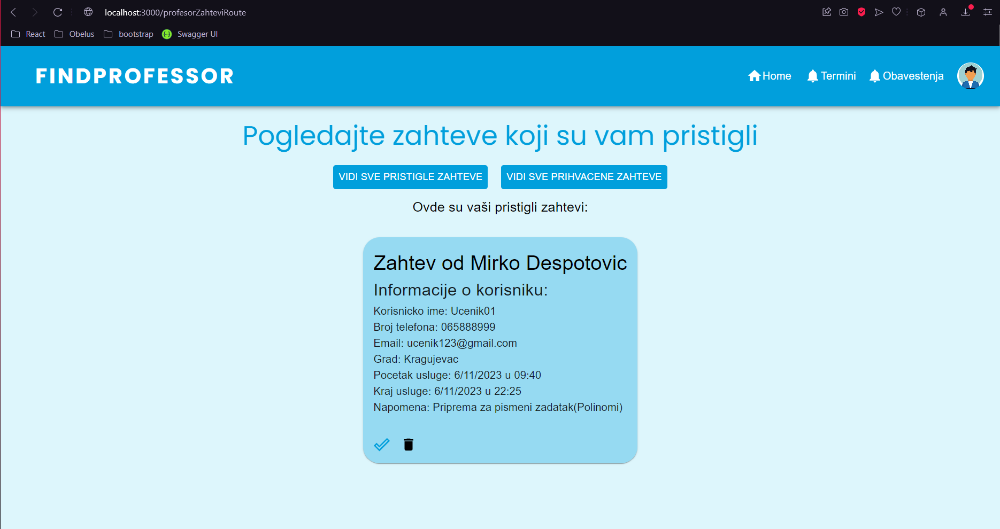 localhost:3000/profesorZahteviRoute
React Obelus bootstrap Swagger UI
FINDPROFESSOR Home Termini Obavestenja
Pogledajte zahteve koji su vam pristigli
VIDI SVE PRISTIGLE ZAHTEVE VIDI SVE PRIHVACENE ZAHTEVE
Ovde su vaši pristigli zahtevi:
Zahtev od Mirko Despotovic
Informacije o korisniku:
Korisnicko ime: Ucenik01
Broj telefona: 065888999
Email: ucenik123@gmail.com
Grad: Kragujevac
Pocetak usluge: 6/11/2023 u 09:40
Kraj usluge: 6/11/2023 u 22:25
Napomena: Priprema za pismeni zadatak(Polinomi)